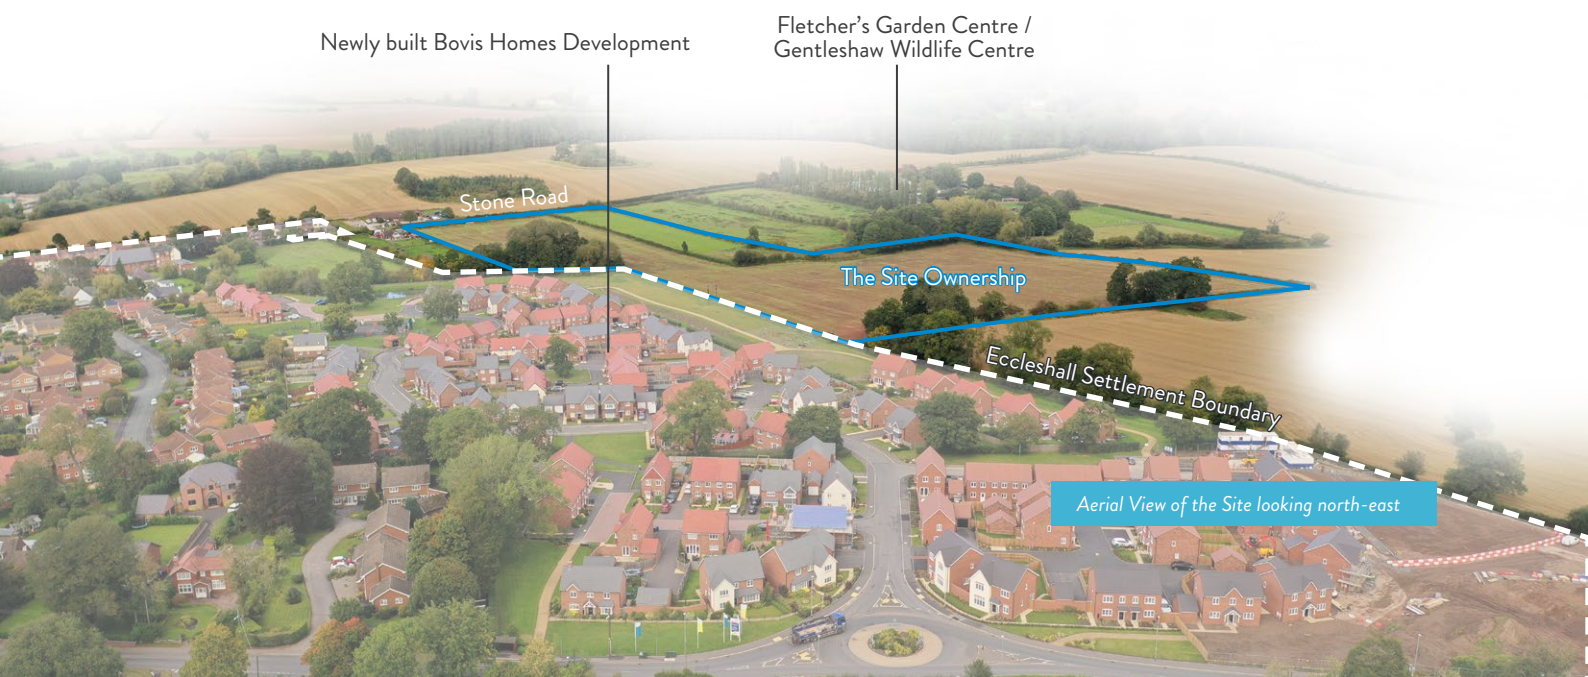 Newly built Bovis Homes Development
Fletcher's Garden Centre /
Gentleshaw Wildlife Centre
Stone Road
The Site Ownership
Eccleshall Settlement Boundary
Aerial View of the Site looking north-east